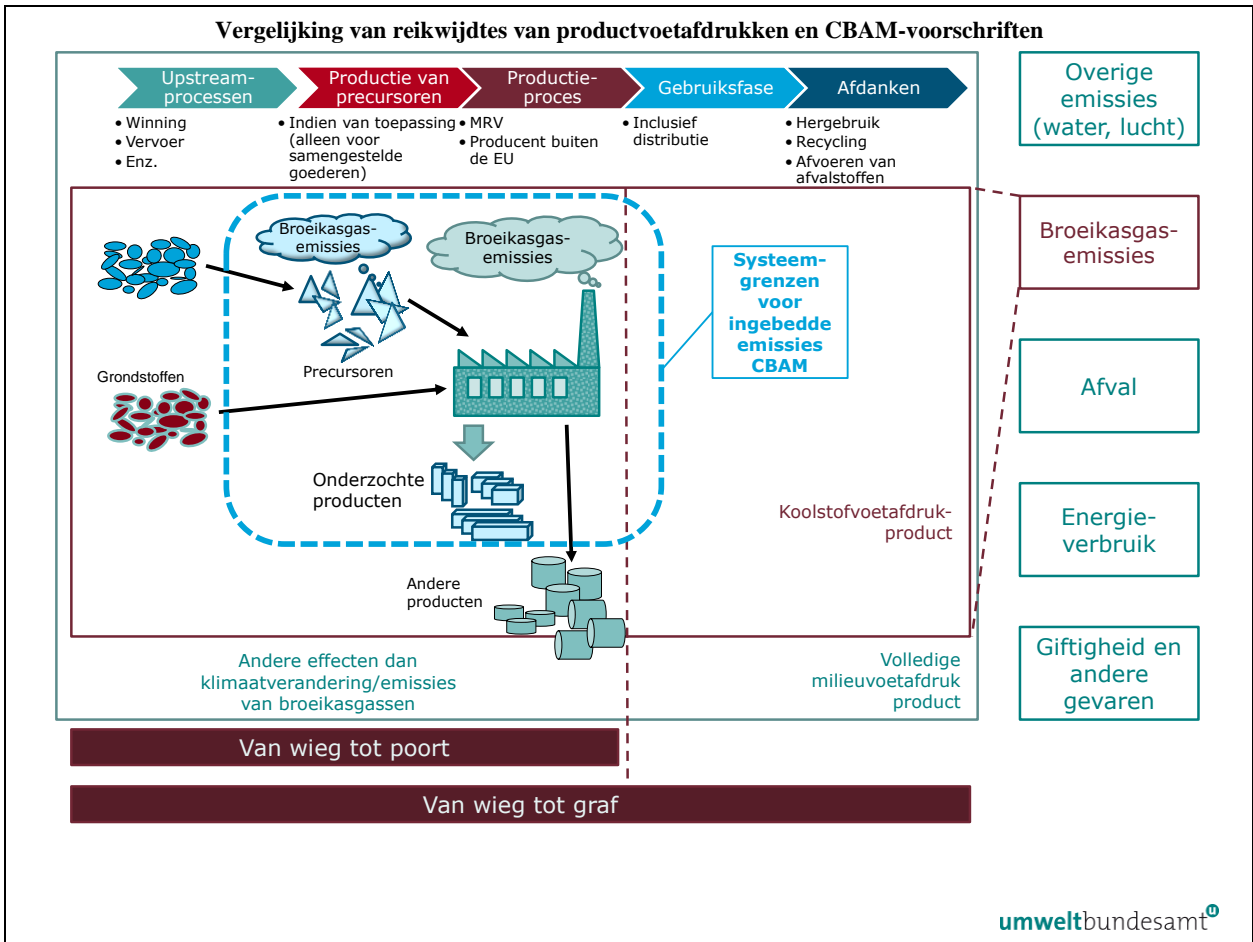 Vergelijking van reikwijdtes van productvoetafdrukken en CBAM-voorschriften
Upstream-
processen
Productie van
precursoren
Productie-
proces
Gebruiksfase
Afdanken
• Winning
• Vervoer
• Enz.
• Indien van toepassing
(alleen voor
samengestelde
goederen)
• MRV
• Producent buiten
de EU
• Inclusief
distributie
• Hergebruik
• Recycling
• Afvoeren van
afvalstoffen
Broeikasgas-
emissies
Broeikasgas-
emissies
Systeem-
grenzen
voor
ingebedde
emissies
CBAM
Precursoren
Grondstoffen
Onderzochte
producten
Andere
producten
Koolstofvoetafdruk-
product
Andere effecten dan
klimaatverandering/emissies
van broeikasgassen
Volledige
milieuvoetafdruk
product
Van wieg tot poort
Van wieg tot graf
Overige
emissies
(water, lucht)
Broeikasgas-
emissies
Afval
Energie-
verbruik
Giftigheid en
andere
gevaren
umweltbundesamt u